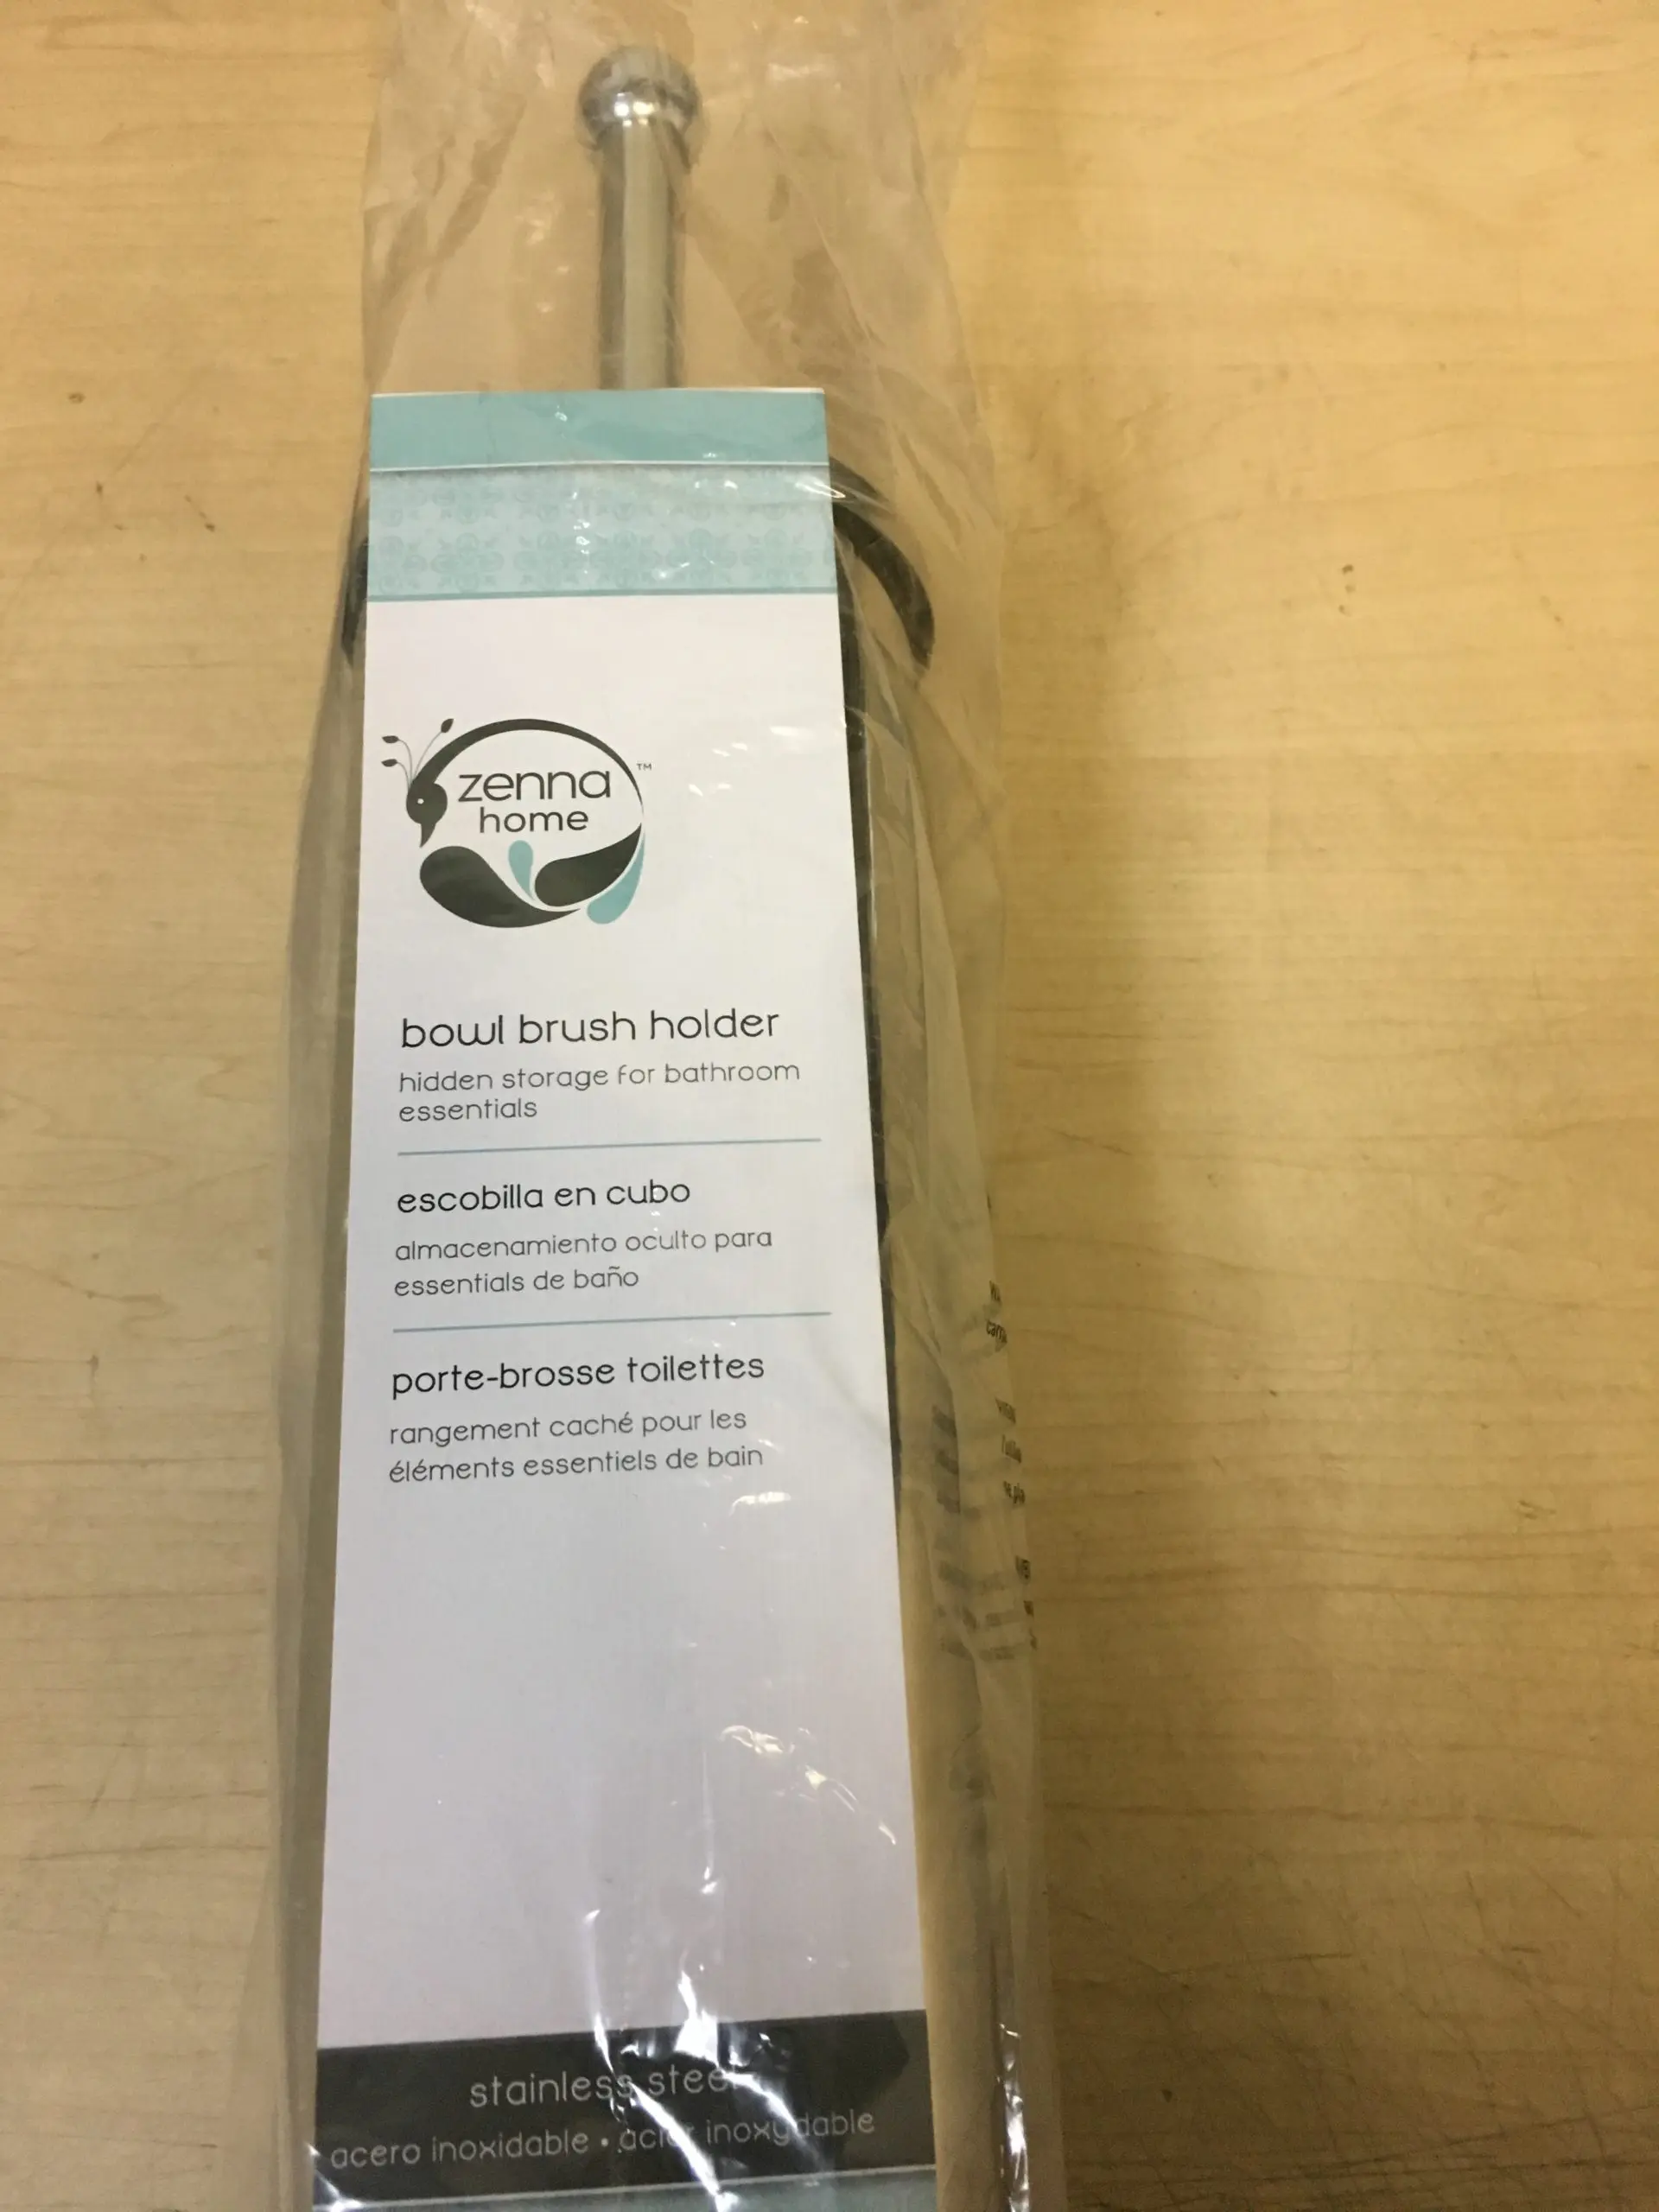 zenna™
home
bowl brush holder
hidden storage for bathroom
essentials
escobilla en cubo
almacenamiento oculto para
essentials de baño
porte-brosse toilettes
rangement caché pour les
éléments essentiels de bain
stainless steel
acero inoxidable • acier inoxydable